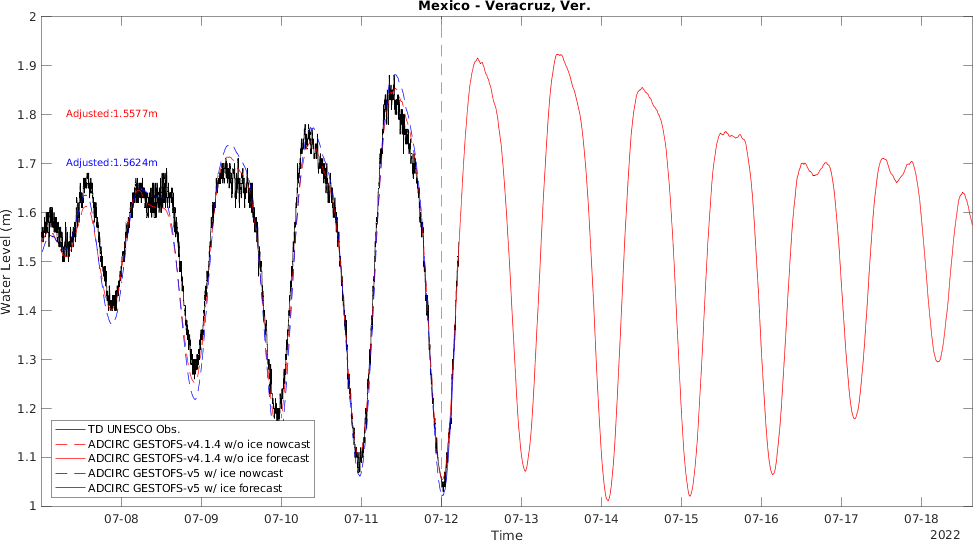 Mexico - Veracruz, Ver.
2
1.9
1.8
1.7
1.6
1.5
1.4
1.3
1.2
1.1
1
Water Level (m)
Adjusted:1.5577m
Adjusted:1.5624m
TD UNESCO Obs.
ADCIRC GESTOFS-v4.1.4 w/o ice nowcast
ADCIRC GESTOFS-v4.1.4 w/o ice forecast
ADCIRC GESTOFS-v5 w/ ice nowcast
ADCIRC GESTOFS-v5 w/ ice forecast
07-08 07-09 07-10 07-11 07-12 07-13 07-14 07-15 07-16 07-17 07-18
2022
Time